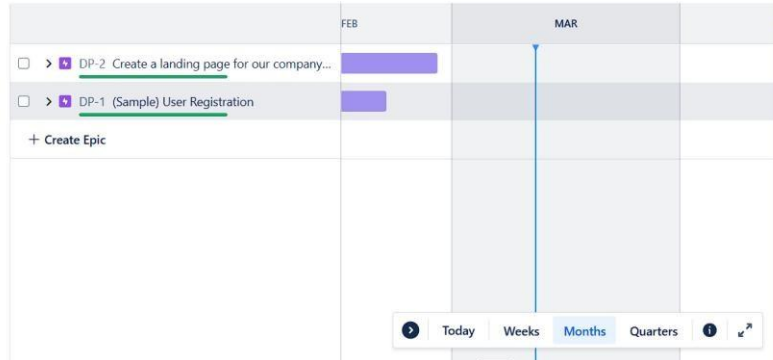 FEB MAR
DP-2 Create a landing page for our company...
DP-1 (Sample) User Registration
+ Create Epic
Today Weeks Months Quarters